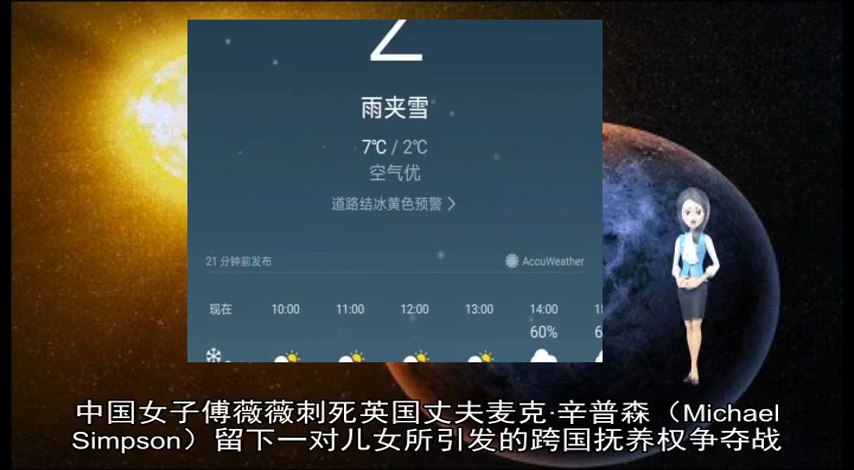 2
雨夹雪
7℃ / 2℃
空气优
道路结冰黄色预警 >
21 分钟前发布 AccuWeather
现在 10:00 11:00 12:00 13:00 14:00
60%
中国女子傅薇薇刺死英国丈夫麦克·辛普森（Michael
Simpson）留下一对儿女所引发的跨国抚养权争夺战